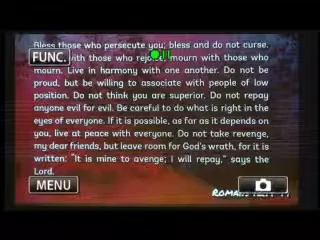 Bless those who persecute you; bless and do not curse.
FUNC. with those who rejoice, mourn with those who
mourn. Live in harmony with one another. Do not be
proud, but be willing to associate with people of low
position. Do not think you are superior. Do not repay
anyone evil for evil. Be careful to do what is right in the
eyes of everyone. If it is possible, as far as it depends on
you, live at peace with everyone. Do not take revenge,
my dear friends, but leave room for God's wrath, for it is
written: "It is mine to avenge; I will repay," says the
Lord.
MENU